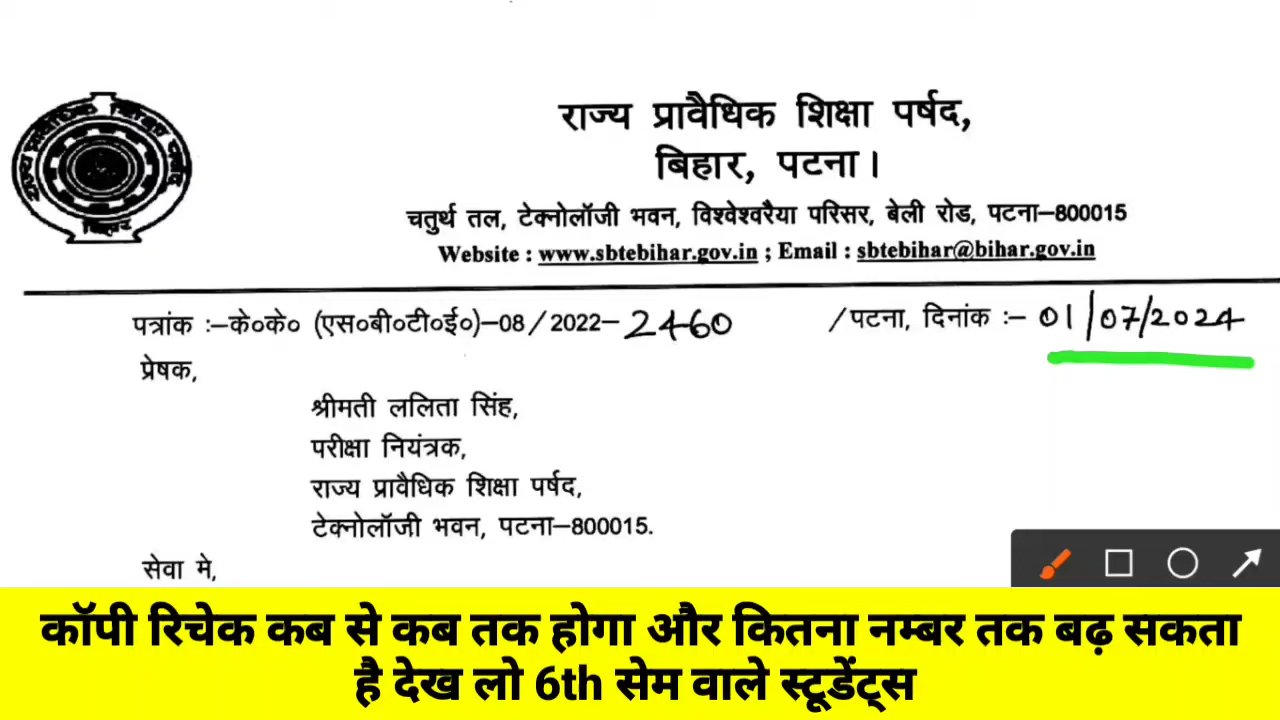 राज्य प्रावैधिक शिक्षा पर्षद,
बिहार, पटना।
चतुर्थ तल, टेक्नोलॉजी भवन, विश्वेश्वरैया परिसर, बेली रोड, पटना–800015
Website : www.sbtebihar.gov.in ; Email : sbtebihar@bihar.gov.in
पत्रांक :–के०के० (एस०बी०टी०ई०)–08/2022–2460 /पटना, दिनांक :– 01/07/2024
प्रेषक,
श्रीमती ललिता सिंह,
परीक्षा नियंत्रक,
राज्य प्रावैधिक शिक्षा पर्षद,
टेक्नोलॉजी भवन, पटना–800015.
सेवा मे,
कॉपी रिचेक कब से कब तक होगा और कितना नम्बर तक बढ़ सकता
है देख लो 6th सेम वाले स्टूडेंट्स